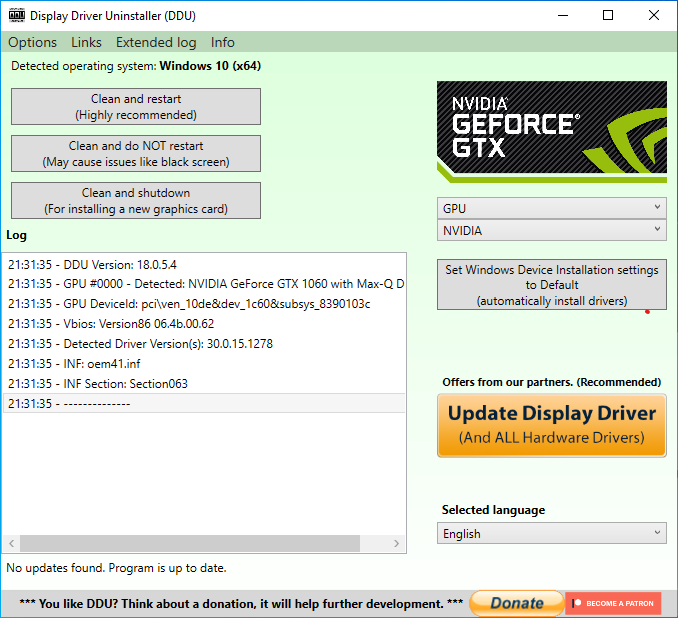 Display Driver Uninstaller (DDU)
Options Links Extended log Info
Detected operating system: Windows 10 (x64)
Clean and restart
(Highly recommended)
Clean and do NOT restart
(May cause issues like black screen)
Clean and shutdown
(For installing a new graphics card)
NVIDIA
GEFORCE®
GTX
GPU
NVIDIA
Set Windows Device Installation settings
to Default
(automatically install drivers)
Log
21:31:35 - DDU Version: 18.0.5.4
21:31:35 - GPU #0000 - Detected: NVIDIA GeForce GTX 1060 with Max-Q D
21:31:35 - GPU DeviceId: pci\ven_10de&dev_1c60&subsys_8390103c
21:31:35 - Vbios: Version86 06.4b.00.62
21:31:35 - Detected Driver Version(s): 30.0.15.1278
21:31:35 - INF: oem41.inf
21:31:35 - INF Section: Section063
21:31:35 - --------------
Offers from our partners. (Recommended)
Update Display Driver
(And ALL Hardware Drivers)
Selected language
English
No updates found. Program is up to date.
*** You like DDU? Think about a donation, it will help further development. ***
Donate
BECOME A PATRON